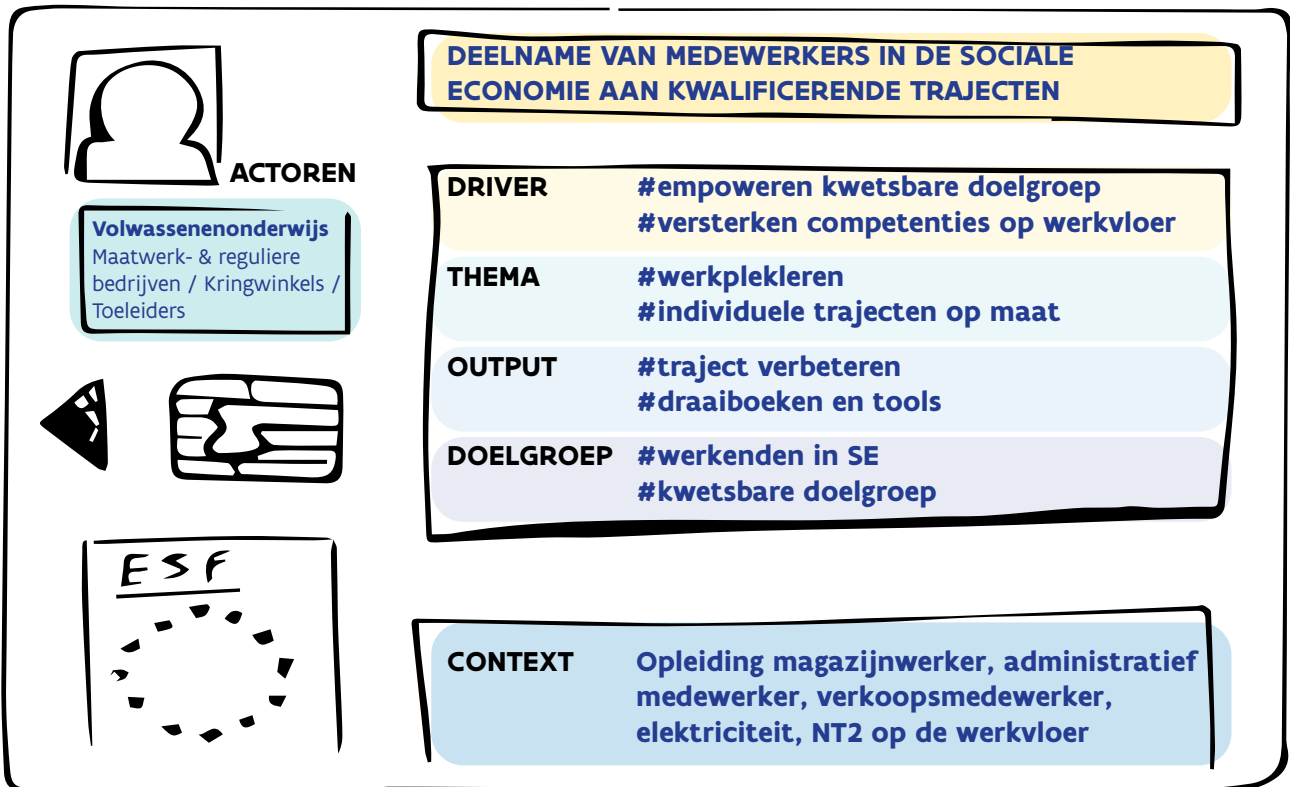 DEELNAME VAN MEDEWERKERS IN DE SOCIALE
ECONOMIE AAN KWALIFICERENDE TRAJECTEN
ACTOREN
Volwassenenonderwijs
Maatwerk- & reguliere
bedrijven / Kringwinkels /
Toeleiders
DRIVER #empoweren kwetsbare doelgroep
#versterken competenties op werkvloer
THEMA #werkplekleren
#individuele trajecten op maat
OUTPUT #traject verbeteren
#draaiboeken en tools
DOELGROEP #werkenden in SE
#kwetsbare doelgroep
ESF
CONTEXT Opleiding magazijnwerker, administratief
medewerker, verkoopsmedewerker,
elektriciteit, NT2 op de werkvloer